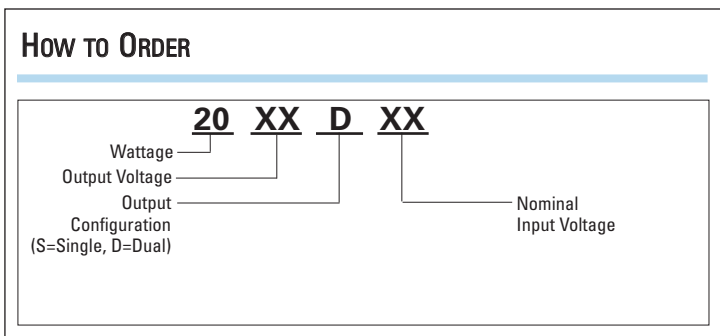 HOW TO ORDER
20 XX D XX
Wattage
Output Voltage
Output
Configuration
(S=Single, D=Dual)
Nominal
Input Voltage